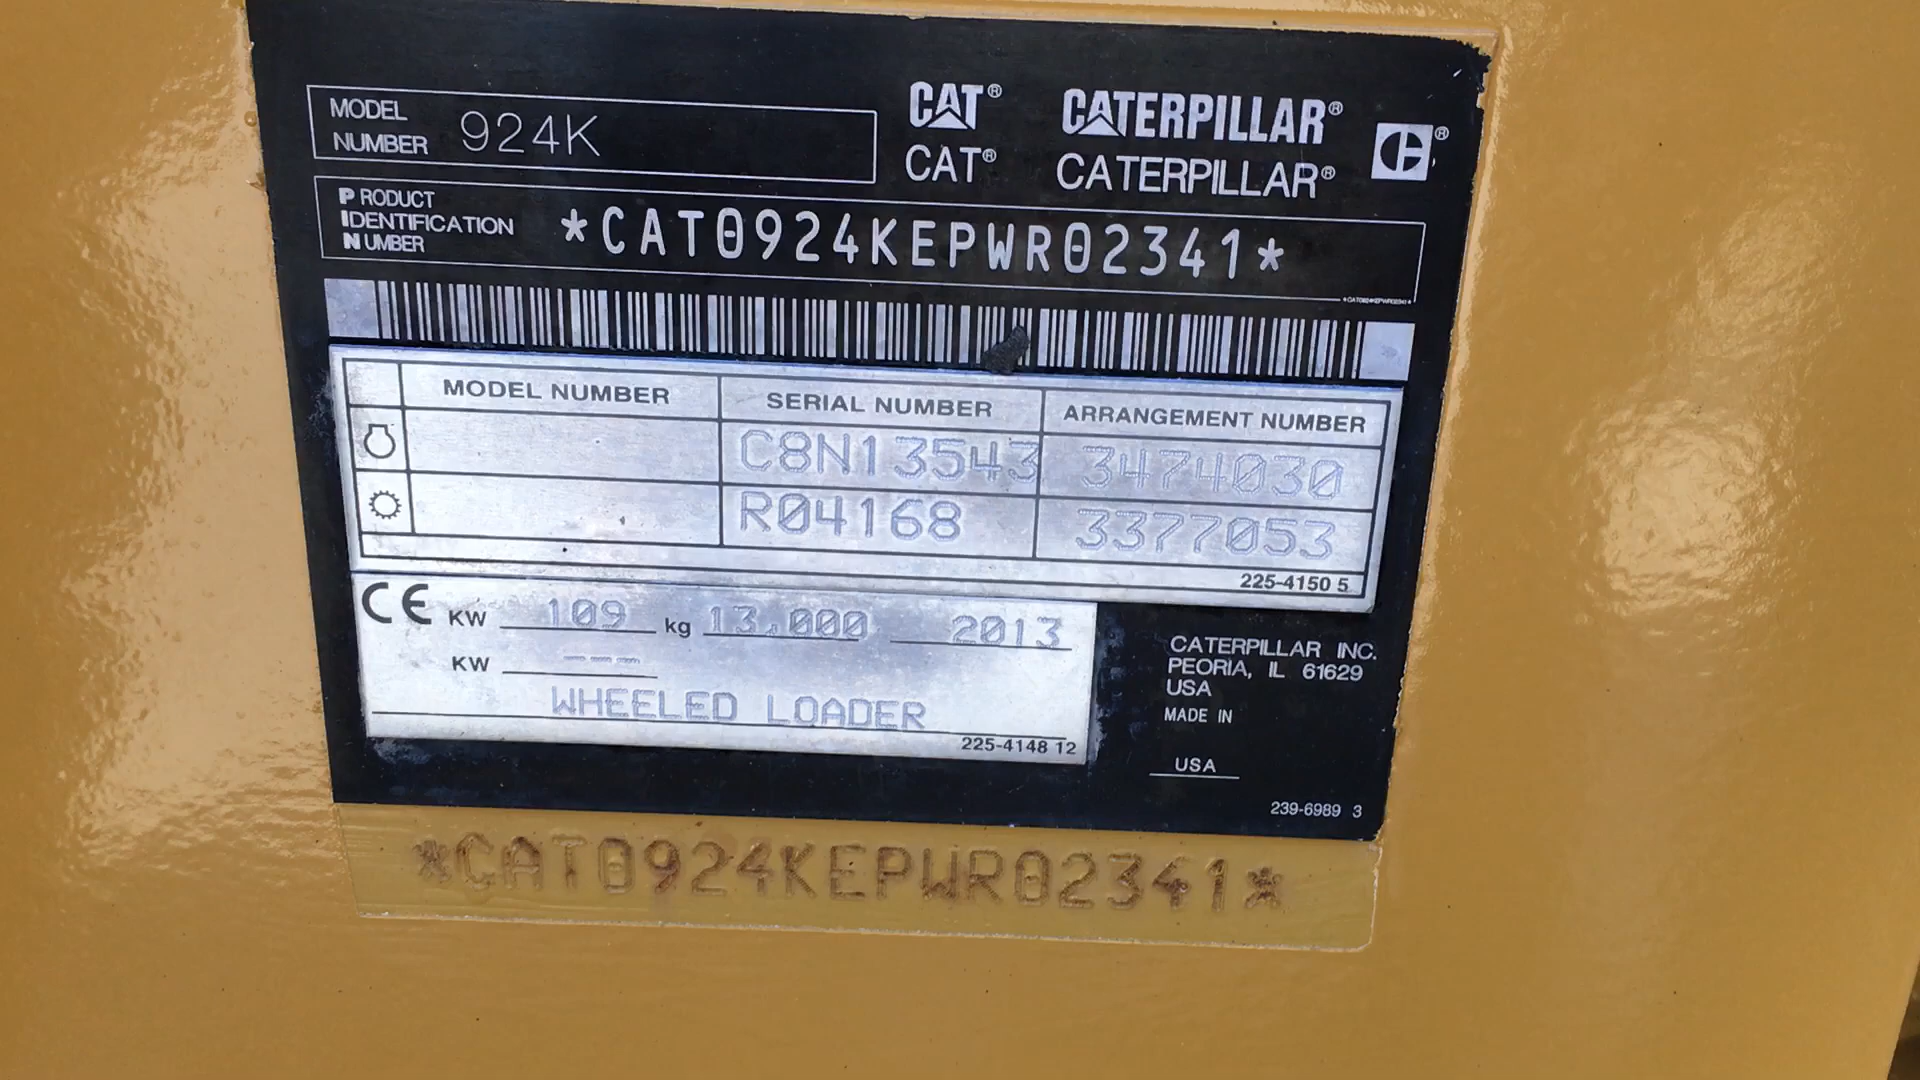 MODEL NUMBER 924K
CAT® CATERPILLAR®
CAT® CATERPILLAR®
PRODUCT IDENTIFICATION NUMBER *CAT0924KEPWR02341*
*CAT0924KEPWR02341*
MODEL NUMBER SERIAL NUMBER ARRANGEMENT NUMBER
C8N13543 3474030
R04168 3377053
225-4150 5
CE KW 109 kg 13,000 2013
KW ---
WHEELED LOADER
225-4148 12
CATERPILLAR INC.
PEORIA, IL 61629
USA
MADE IN
USA
239-6989 3
*CAT0924KEPWR02341*